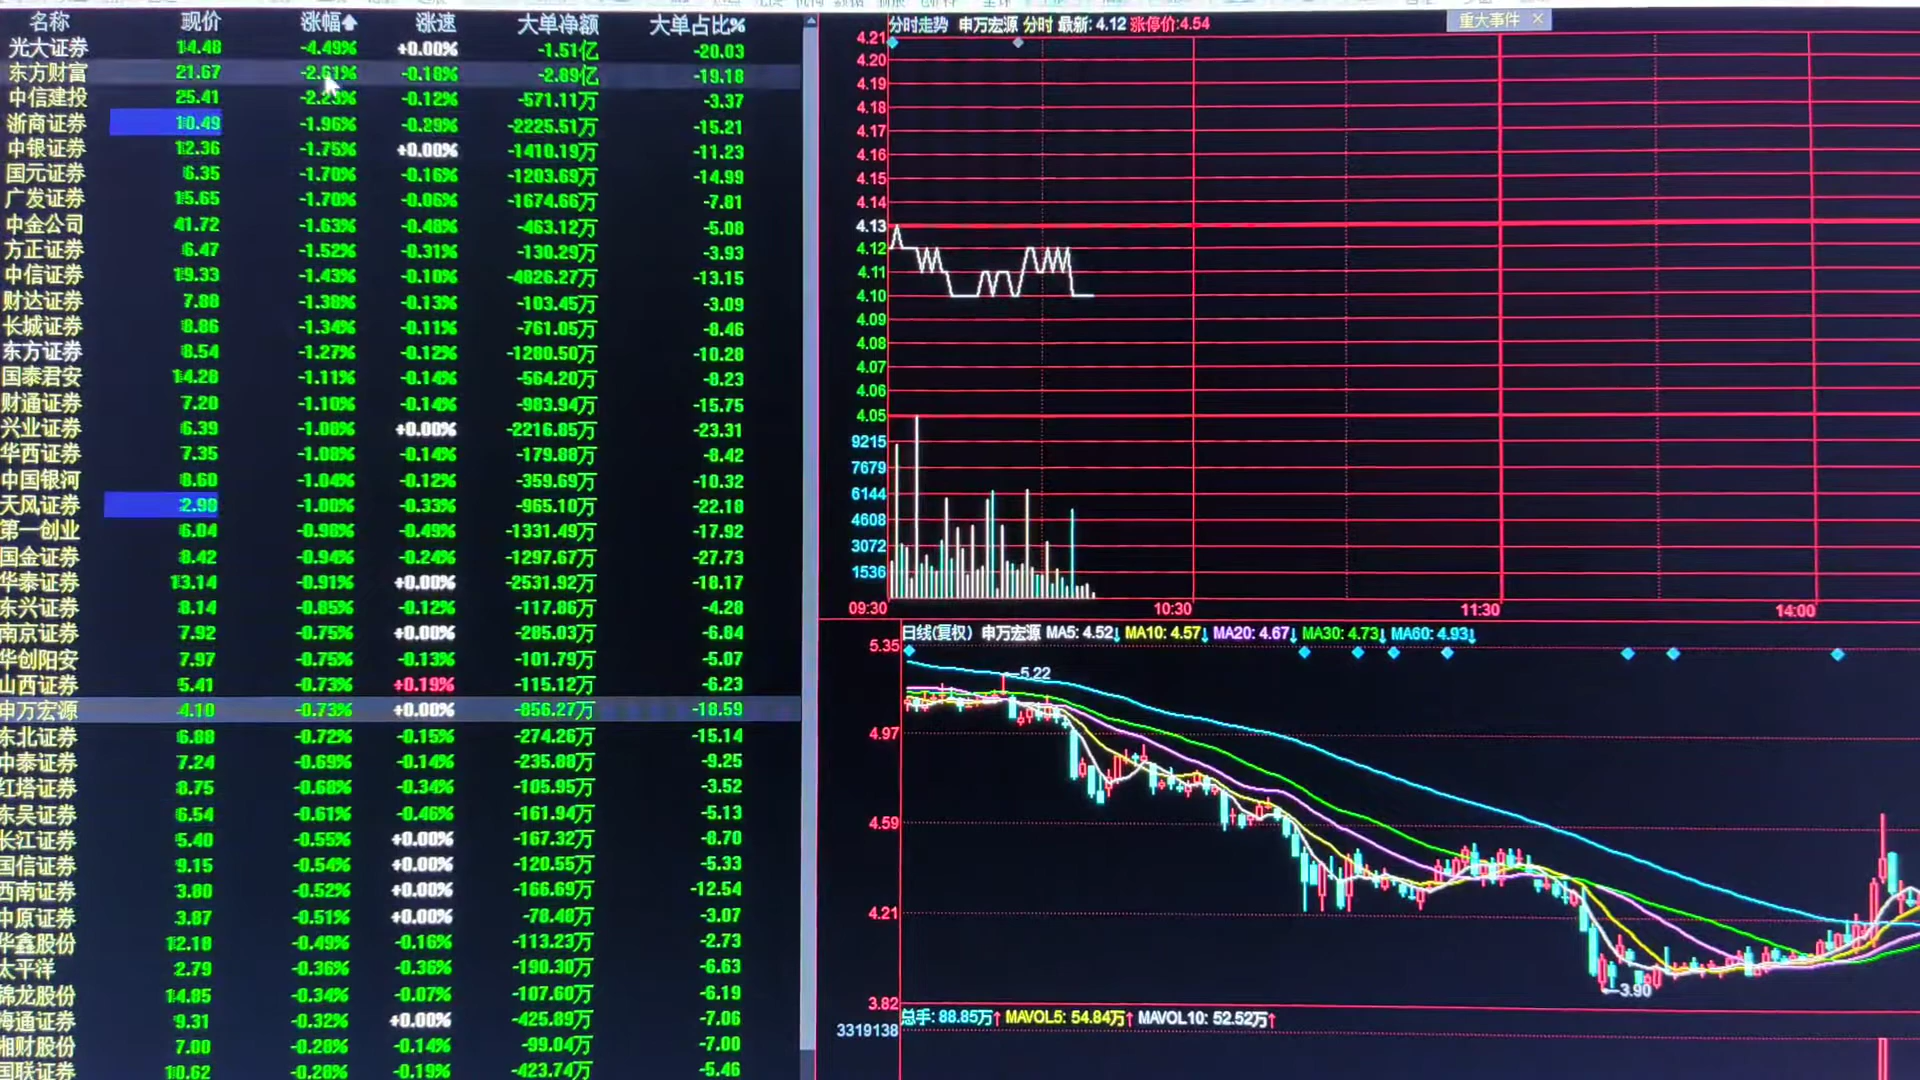 名称 现价 涨幅↑ 涨速 大单净额 大单占比%
光大证券 14.48 -4.49% +0.00% -1.51亿 -20.03
东方财富 21.67 -2.61% -0.18% -2.89亿 -19.18
中信建投 25.41 -2.23% -0.12% -571.11万 -3.37
浙商证券 10.49 -1.96% -0.29% -2225.51万 -15.21
中银证券 12.36 -1.75% +0.00% -1410.19万 -11.23
国元证券 6.35 -1.70% -0.16% -1203.69万 -14.99
广发证券 15.65 -1.70% -0.06% -1674.66万 -7.81
中金公司 41.72 -1.63% -0.48% -463.12万 -5.08
方正证券 6.47 -1.52% -0.31% -130.29万 -3.93
中信证券 19.33 -1.43% -0.10% -4826.27万 -13.15
财达证券 7.88 -1.38% -0.13% -103.45万 -3.09
长城证券 8.86 -1.34% -0.11% -761.05万 -8.46
东方证券 8.54 -1.27% -0.12% -1280.50万 -10.28
国泰君安 14.28 -1.11% -0.14% -564.20万 -8.23
财通证券 7.20 -1.10% -0.14% -983.94万 -15.75
兴业证券 6.39 -1.08% +0.00% -2216.85万 -23.31
华西证券 7.35 -1.08% -0.14% -179.88万 -8.42
中国银河 8.60 -1.04% -0.12% -359.69万 -10.32
天风证券 2.98 -1.00% -0.33% -965.10万 -22.18
第一创业 6.04 -0.98% -0.49% -1331.49万 -17.92
国金证券 8.42 -0.94% -0.24% -1297.67万 -27.73
华泰证券 13.14 -0.91% +0.00% -2531.92万 -18.17
东兴证券 8.14 -0.85% -0.12% -117.86万 -4.28
南京证券 7.92 -0.75% +0.00% -285.03万 -6.84
华创阳安 7.97 -0.75% -0.13% -101.79万 -5.07
山西证券 5.41 -0.73% +0.19% -115.12万 -6.23
申万宏源 4.10 -0.73% +0.00% -856.27万 -18.59
东北证券 6.88 -0.72% -0.15% -274.26万 -15.14
中泰证券 7.24 -0.69% -0.14% -235.88万 -9.25
红塔证券 8.75 -0.68% -0.34% -105.95万 -3.52
东吴证券 6.54 -0.61% -0.46% -161.94万 -5.13
长江证券 5.40 -0.55% +0.00% -167.32万 -8.70
国信证券 9.15 -0.54% +0.00% -120.55万 -5.33
西南证券 3.80 -0.52% +0.00% -166.69万 -12.54
中原证券 3.87 -0.51% +0.00% -78.48万 -3.07
华鑫股份 12.18 -0.49% -0.16% -113.23万 -2.73
太平洋 2.79 -0.36% -0.36% -190.30万 -6.63
锦龙股份 14.85 -0.34% -0.07% -107.60万 -6.19
海通证券 9.31 -0.32% +0.00% -425.89万 -7.06
湘财股份 7.00 -0.28% -0.14% -99.04万 -7.00
国联证券 10.62 -0.28% -0.19% -423.74万 -5.46
分时走势 申万宏源 分时 最新: 4.12 涨停价:4.54
重大事件 ×
4.21
4.20
4.19
4.18
4.17
4.16
4.15
4.14
4.13
4.12
4.11
4.10
4.09
4.08
4.07
4.06
4.05
9215
7679
6144
4608
3072
1536
09:30 10:30 11:30 14:00
日线(复权) 申万宏源 MA5: 4.52↓ MA10: 4.57↓ MA20: 4.67↓ MA30: 4.73↓ MA60: 4.93↓
5.35
5.22
4.97
4.59
4.21
3.90
3.82
总手: 88.85万↑ MAVOL5: 54.84万↑ MAVOL10: 52.52万↑
3319138